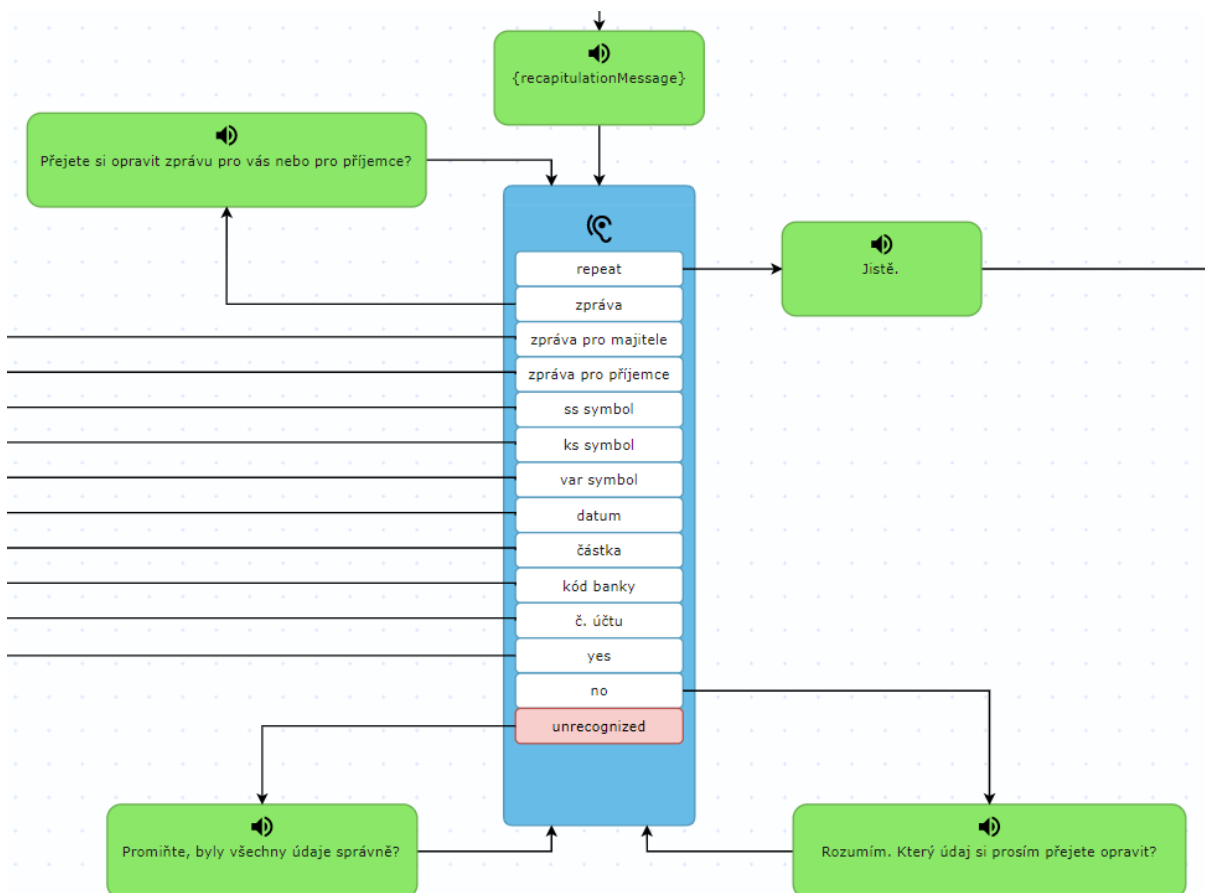 {recapitulationMessage}
Přejete si opravit zprávu pro vás nebo pro příjemce?
repeat
Jistě.
zpráva
zpráva pro majitele
zpráva pro příjemce
ss symbol
ks symbol
var symbol
datum
částka
kód banky
č. účtu
yes
no
unrecognized
Promiňte, byly všechny údaje správně?
Rozumím. Který údaj si prosím přejete opravit?